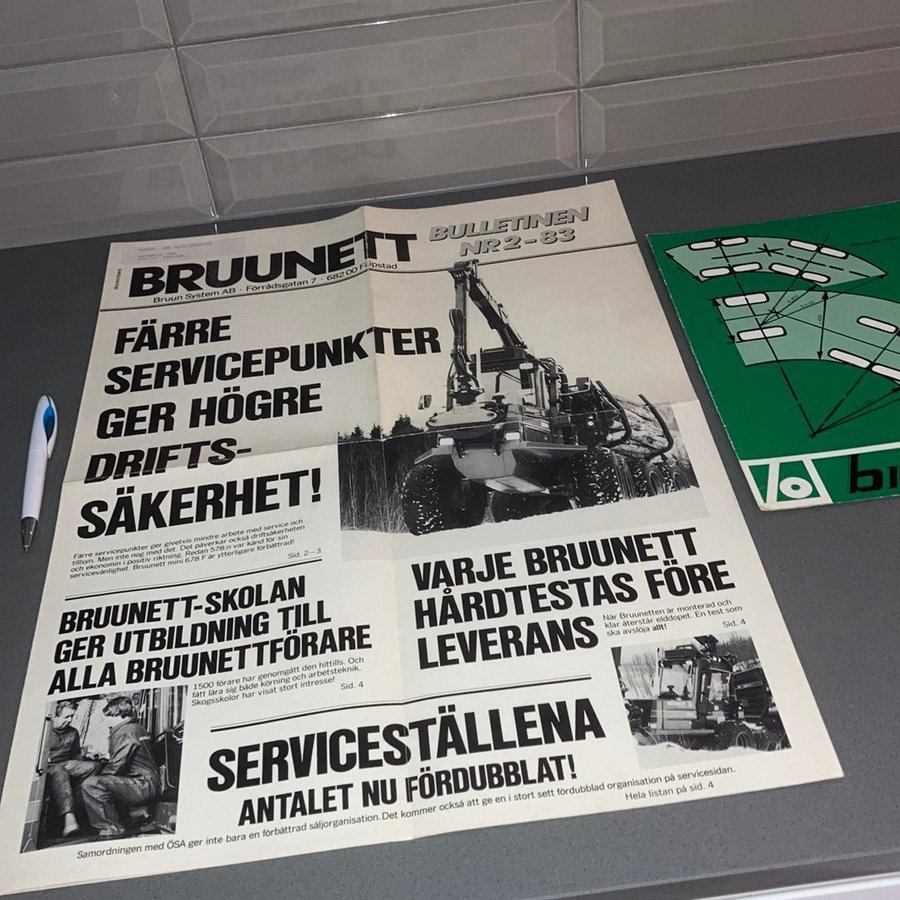 BRUUNETT
BULLETINEN
NR 2-83
Bruun System AB · Förrådsgatan 7 · 682 00 Filipstad
FÄRRE
SERVICEPUNKTER
GER HÖGRE
DRIFTS-
SÄKERHET!
Färre servicepunkter ger givetvis mindre arbete med service och
tillsyn. Men inte nog med det. Det påverkar också driftsäkerheten
och ekonomin i positiv riktning. Redan 578:n var känd för sin
servicevänlighet. Bruunett mini 678 F är ytterligare förbättrad!
Sid. 2–3
BRUUNETT-SKOLAN
GER UTBILDNING TILL
ALLA BRUUNETTFÖRARE
1500 förare har genomgått den hittills. Och
fått lära sig både körning och arbetsteknik.
Skogsskolor har visat stort intresse!
Sid. 4
VARJE BRUUNETT
HÅRDTESTAS FÖRE
LEVERANS
När Bruunetten är monterad och
klar återstår elddopet. En test som
ska avslöja allt!
Sid. 4
SERVICESTÄLLENA
ANTALET NU FÖRDUBBLAT!
Samordningen med ÖSA ger inte bara en förbättrad säljorganisation. Det kommer också att ge en i stort sett fördubblad organisation på servicesidan.
Hela listan på sid. 4